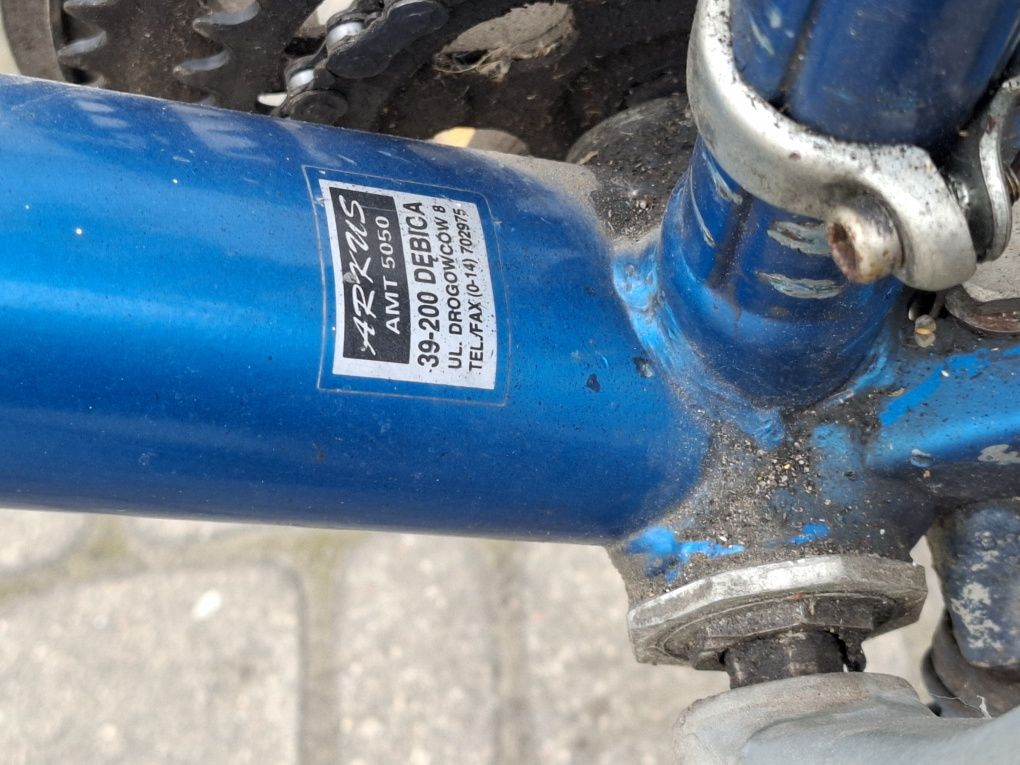 ARKUS
AMT 5050
39-200 DĘBICA
UL. DROGOWCÓW 8
TEL./FAX (0-14) 702975